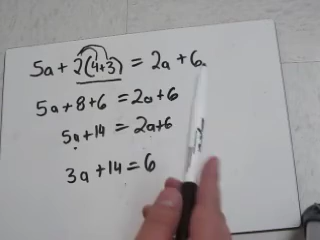 5a + 2(4+3) = 2a + 6
5a + 8 + 6 = 2a + 6
5a + 14 = 2a + 6
3a + 14 = 6